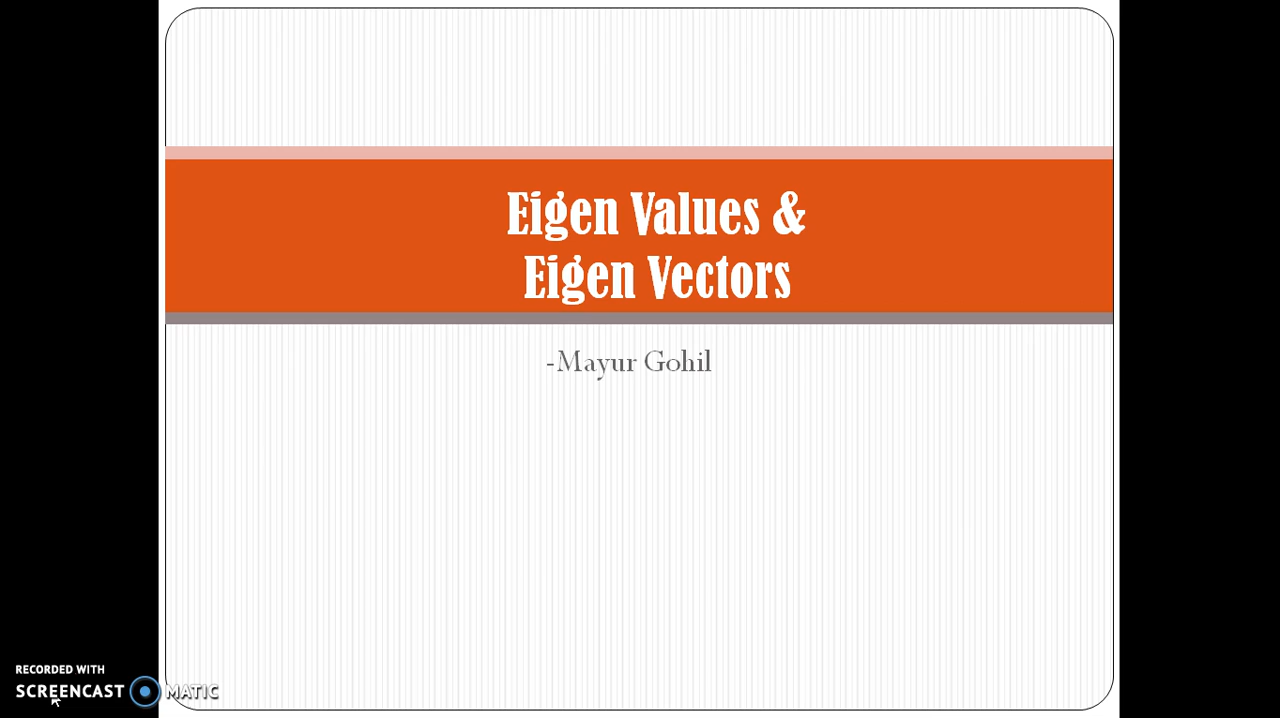 Eigen Values &
Eigen Vectors
-Mayur Gohil
RECORDED WITH
SCREENCAST MATIC